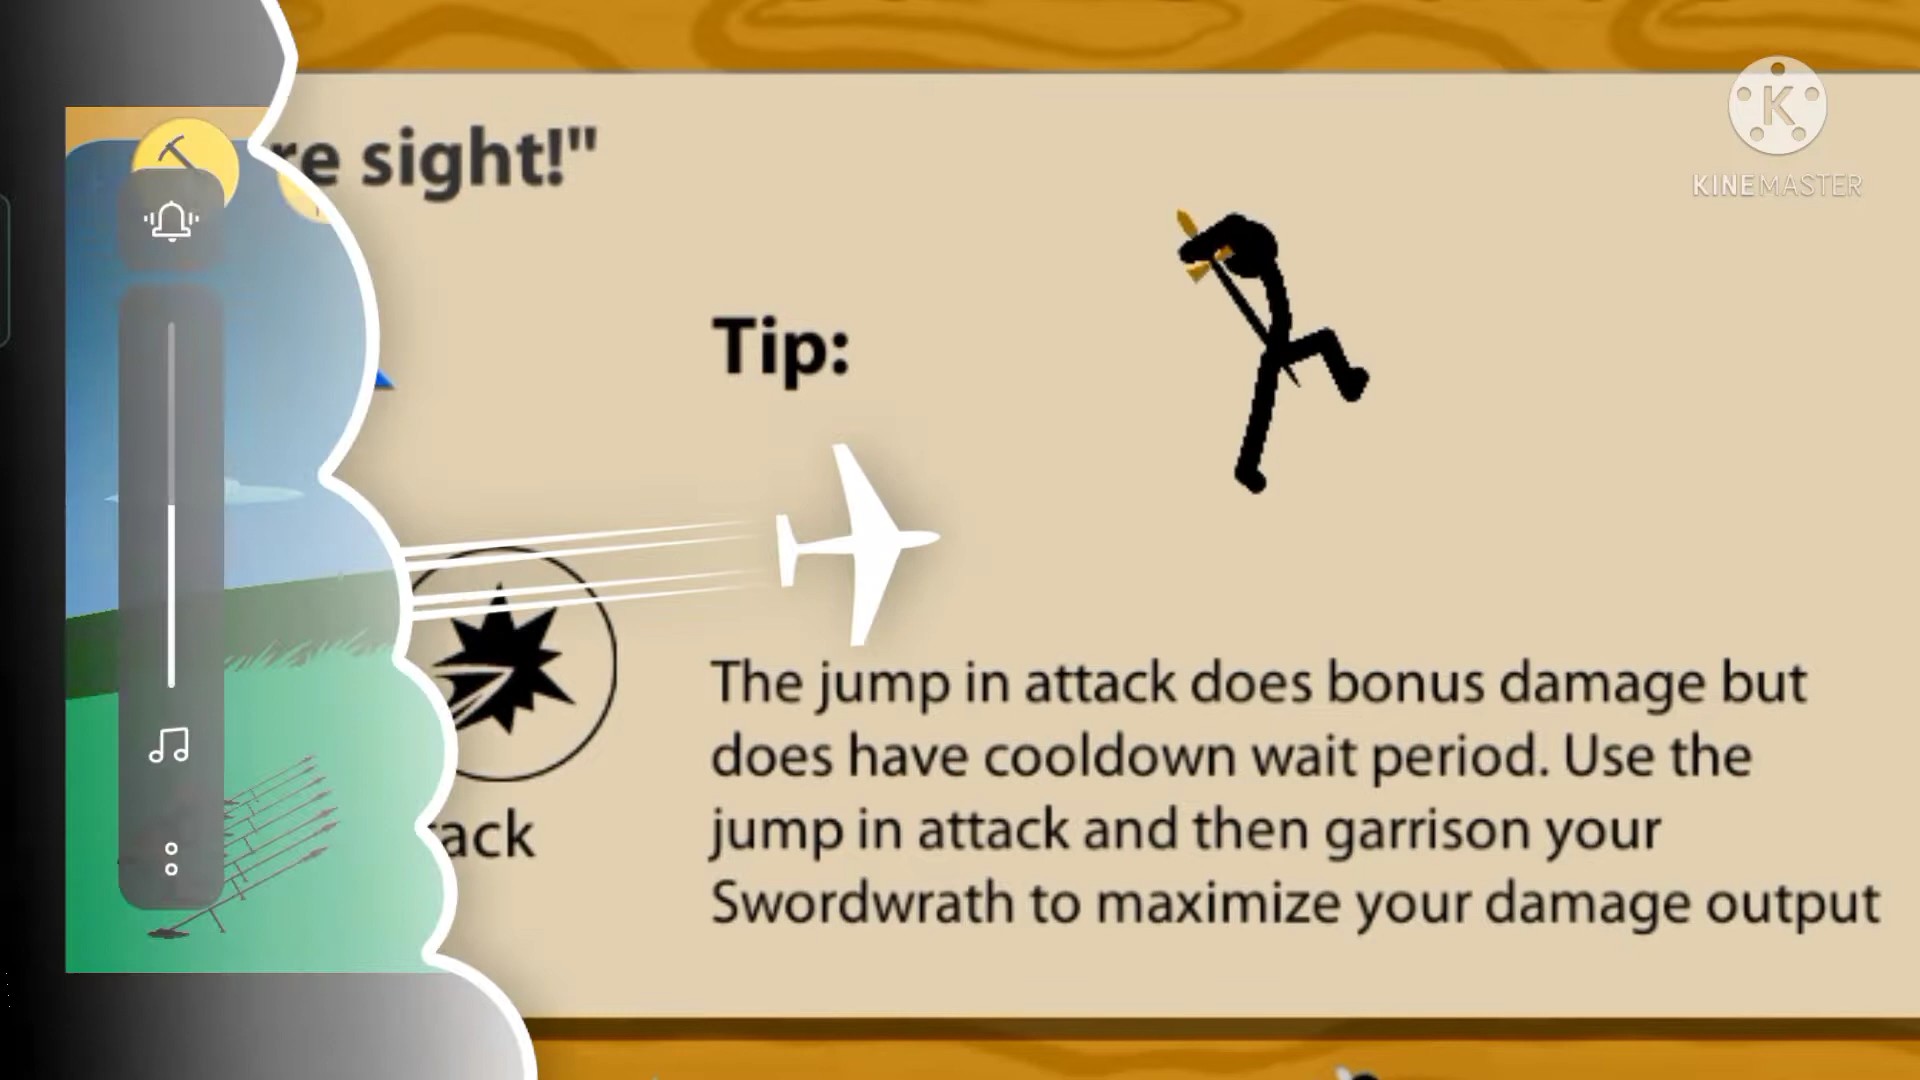 re sight!"
K
KINEMASTER
Tip:
The jump in attack does bonus damage but
does have cooldown wait period. Use the
jump in attack and then garrison your
Swordwrath to maximize your damage output
ack